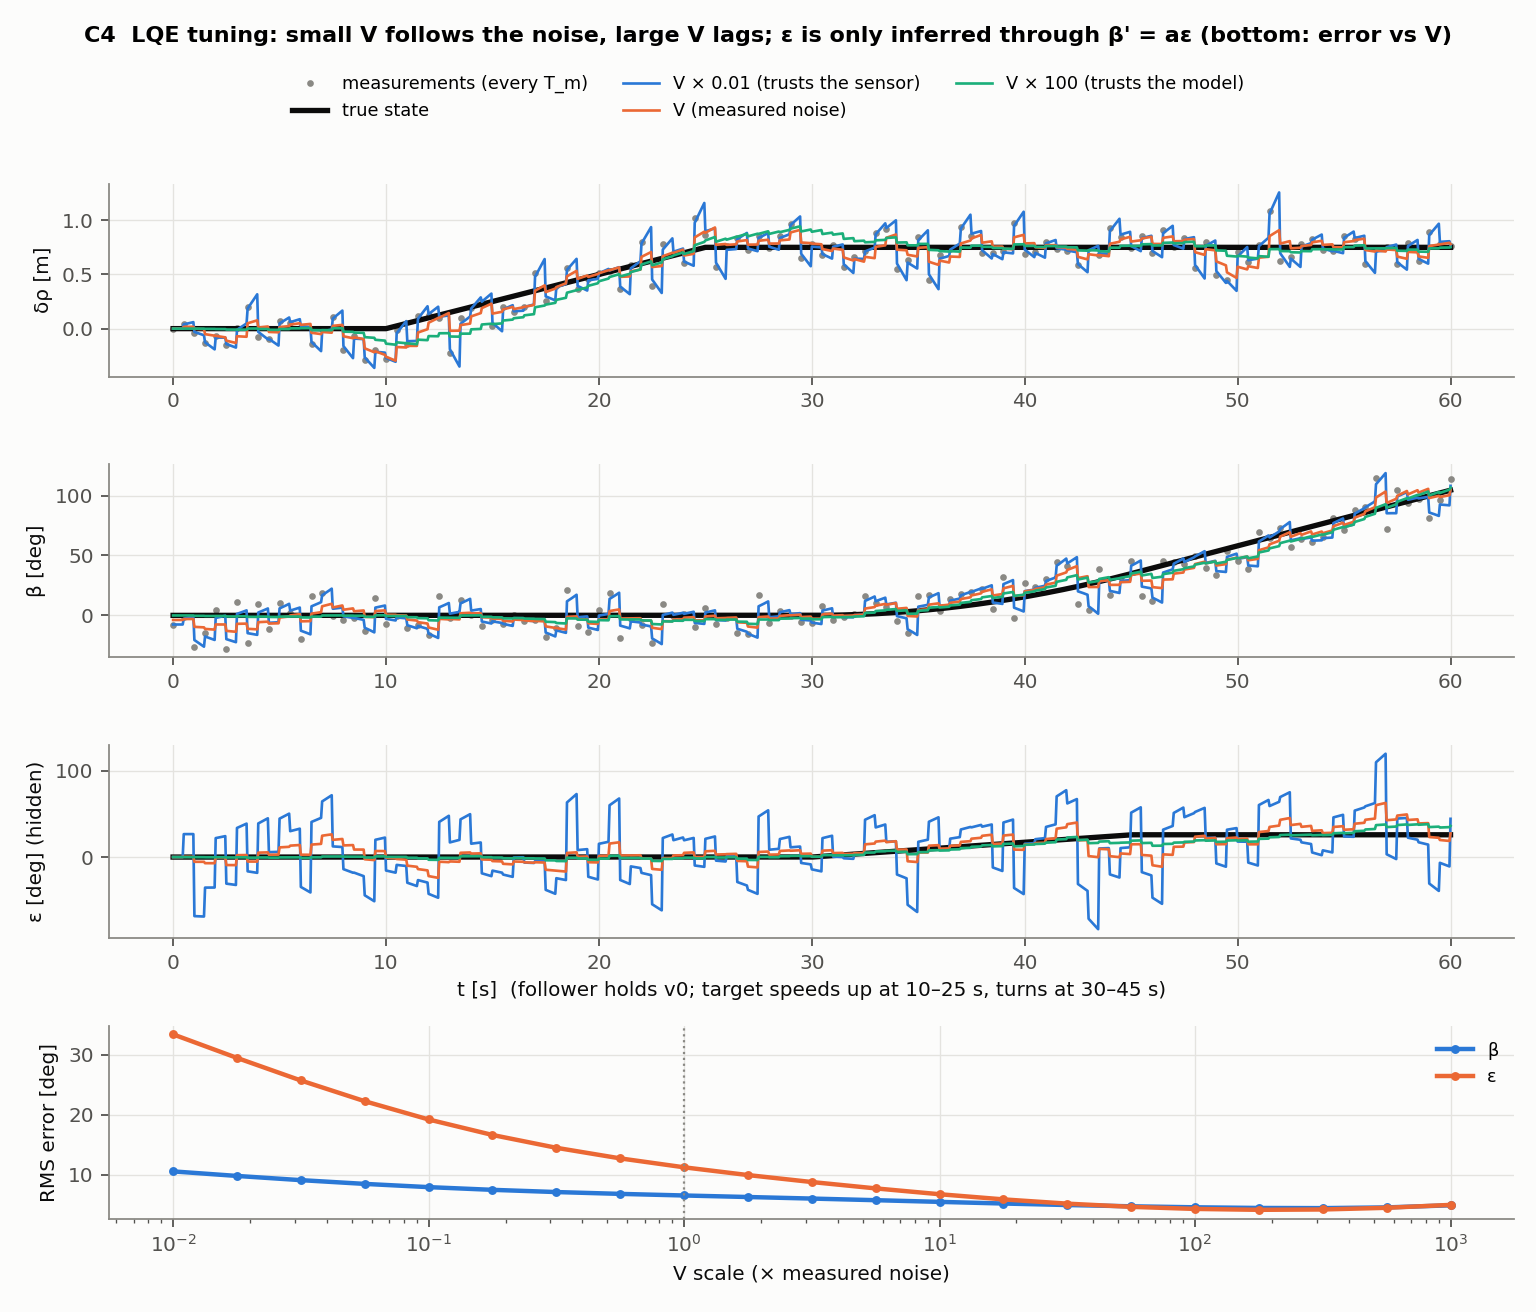 C4  LQE tuning: small V follows the noise, large V lags; ε is only inferred through β' = aε (bottom: error vs V)
measurements (every T_m)
true state
V × 0.01 (trusts the sensor)
V (measured noise)
V × 100 (trusts the model)
δρ [m]
1.0
0.5
0.0
0 10 20 30 40 50 60
β [deg]
100
50
0
0 10 20 30 40 50 60
ε [deg] (hidden)
100
0
0 10 20 30 40 50 60
t [s]  (follower holds v0; target speeds up at 10–25 s, turns at 30–45 s)
RMS error [deg]
30
20
10
β
ε
10⁻² 10⁻¹ 10⁰ 10¹ 10² 10³
V scale (× measured noise)